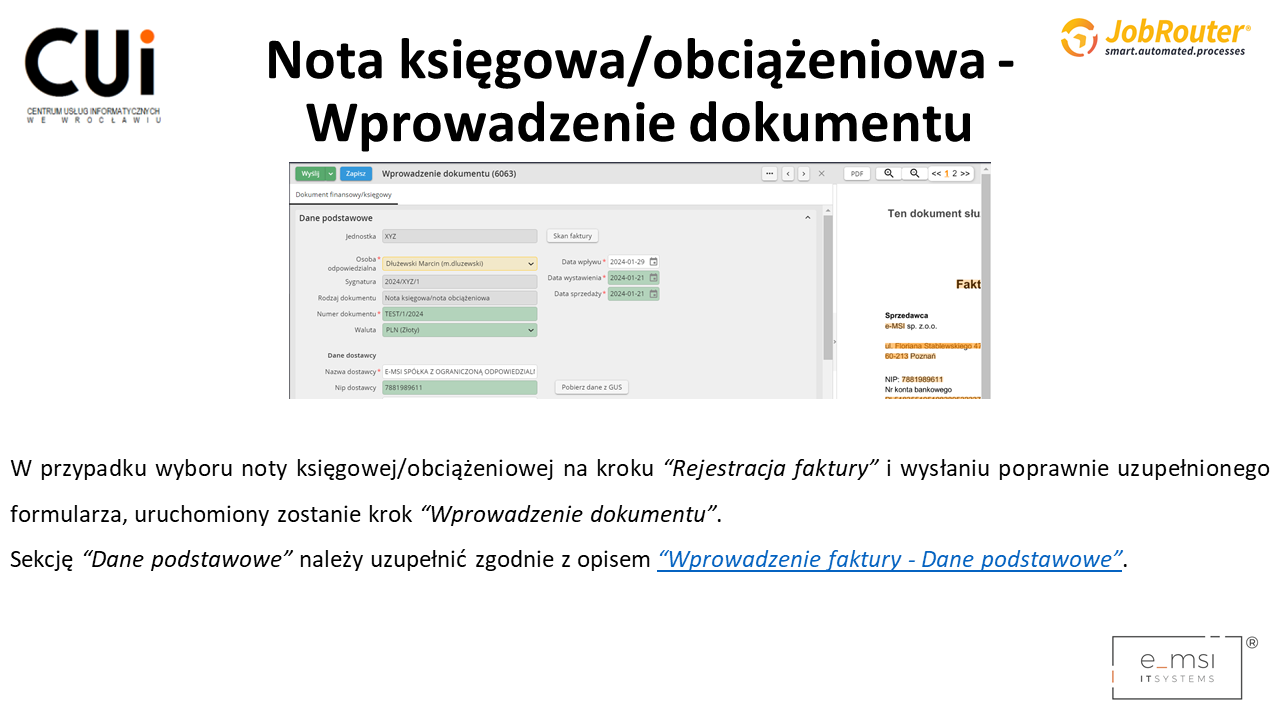 CUi
CENTRUM USŁUG INFORMATYCZNYCH
WE WROCŁAWIU
JobRouter®
smart.automated.processes
Nota księgowa/obciążeniowa -
Wprowadzenie dokumentu
Wyślij Zapisz Wprowadzenie dokumentu (6063) PDF << 1 2 >>
Dokument finansowy/księgowy
Dane podstawowe
Ten dokument słu
Jednostka XYZ Skan faktury
Osoba odpowiedzialna * Dłużewski Marcin (m.dluzewski) Data wpływu * 2024-01-29
Sygnatura 2024/XYZ/1 Data wystawienia * 2024-01-21
Rodzaj dokumentu Nota księgowa/nota obciążeniowa Data sprzedaży * 2024-01-21
Numer dokumentu * TEST/1/2024
Waluta PLN (Złoty)
Dane dostawcy
Nazwa dostawcy * E-MSI SPÓŁKA Z OGRANICZONĄ ODPOWIEDZIAL
Nip dostawcy 7881989611 Pobierz dane z GUS
Fakt
Sprzedawca
e-MSI sp. z.o.o.
ul. Floriana Stablewskiego 47
60-213 Poznań
NIP: 7881989611
Nr konta bankowego
W przypadku wyboru noty księgowej/obciążeniowej na kroku “Rejestracja faktury” i wysłaniu poprawnie uzupełnionego
formularza, uruchomiony zostanie krok “Wprowadzenie dokumentu”.
Sekcję “Dane podstawowe” należy uzupełnić zgodnie z opisem “Wprowadzenie faktury - Dane podstawowe”.
e_msi ®
ITSYSTEMS